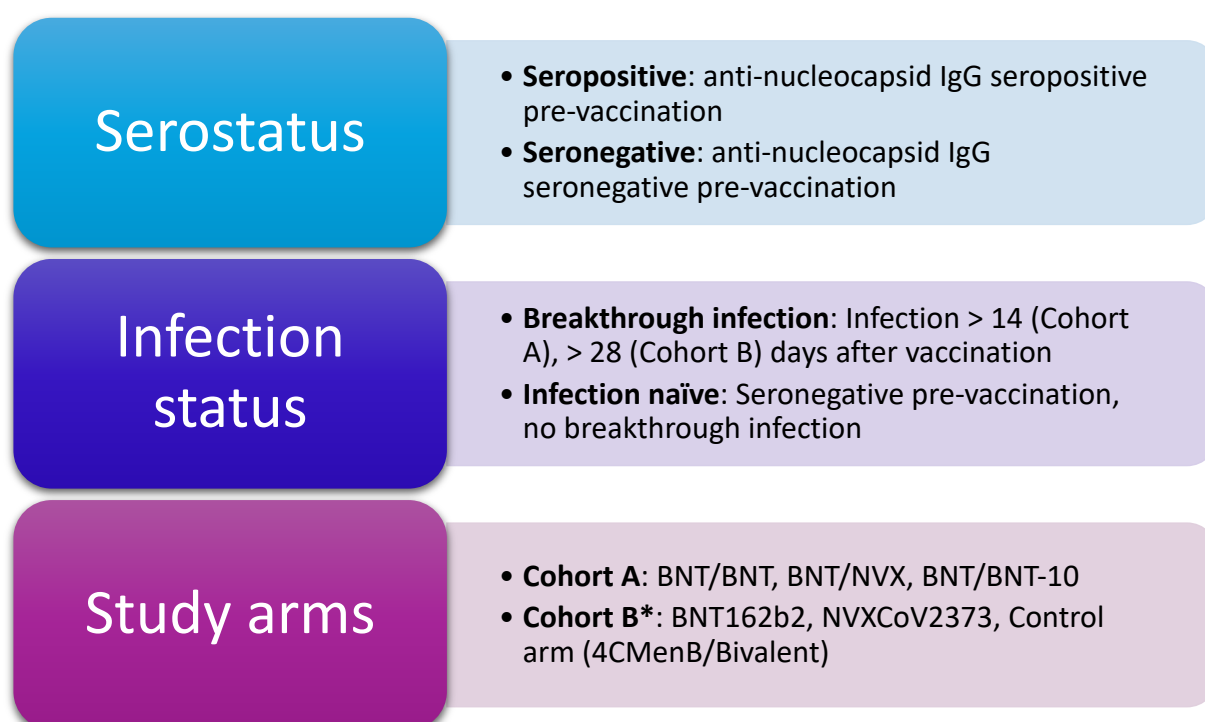 Serostatus
• Seropositive: anti-nucleocapsid IgG seropositive
pre-vaccination
• Seronegative: anti-nucleocapsid IgG
seronegative pre-vaccination
Infection
status
• Breakthrough infection: Infection > 14 (Cohort
A), > 28 (Cohort B) days after vaccination
• Infection naïve: Seronegative pre-vaccination,
no breakthrough infection
Study arms
• Cohort A: BNT/BNT, BNT/NVX, BNT/BNT-10
• Cohort B*: BNT162b2, NVXCoV2373, Control
arm (4CMenB/Bivalent)